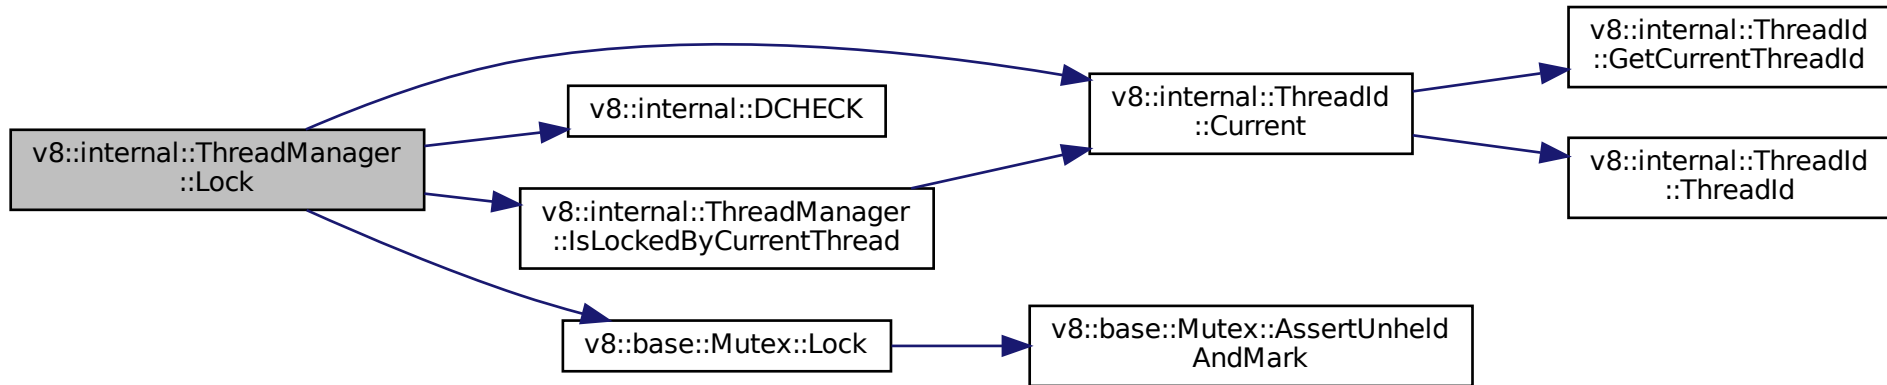 v8::internal::ThreadManager
::Lock
v8::internal::DCHECK
v8::internal::ThreadManager
::IsLockedByCurrentThread
v8::base::Mutex::Lock
v8::internal::ThreadId
::Current
v8::base::Mutex::AssertUnheld
AndMark
v8::internal::ThreadId
::GetCurrentThreadId
v8::internal::ThreadId
::ThreadId